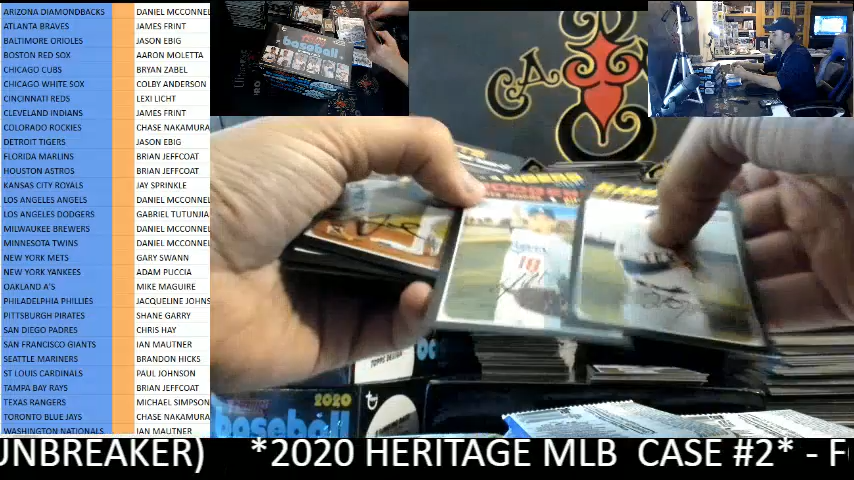 ARIZONA DIAMONDBACKS DANIEL MCCONNEL
ATLANTA BRAVES JAMES FRINT
BALTIMORE ORIOLES JASON EBIG
BOSTON RED SOX AARON MOLETTA
CHICAGO CUBS BRYAN ZABEL
CHICAGO WHITE SOX COLBY ANDERSON
CINCINNATI REDS LEXI LICHT
CLEVELAND INDIANS JAMES FRINT
COLORADO ROCKIES CHASE NAKAMURA
DETROIT TIGERS JASON EBIG
FLORIDA MARLINS BRIAN JEFFCOAT
HOUSTON ASTROS BRIAN JEFFCOAT
KANSAS CITY ROYALS JAY SPRINKLE
LOS ANGELES ANGELS DANIEL MCCONNEL
LOS ANGELES DODGERS GABRIEL TUTUNJIA
MILWAUKEE BREWERS DANIEL MCCONNEL
MINNESOTA TWINS DANIEL MCCONNEL
NEW YORK METS GARY SWANN
NEW YORK YANKEES ADAM PUCCIA
OAKLAND A'S MIKE MAGUIRE
PHILADELPHIA PHILLIES JACQUELINE JOHNS
PITTSBURGH PIRATES SHANE GARRY
SAN DIEGO PADRES CHRIS HAY
SAN FRANCISCO GIANTS IAN MAUTNER
SEATTLE MARINERS BRANDON HICKS
ST LOUIS CARDINALS PAUL JOHNSON
TAMPA BAY RAYS BRIAN JEFFCOAT
TEXAS RANGERS MICHAEL SIMPSON
TORONTO BLUE JAYS CHASE NAKAMURA
WASHINGTON NATIONALS IAN MAUTNER
baseball
CA
DODGERS
18
2020
baseball
UNBREAKER) *2020 HERITAGE MLB CASE #2* - F